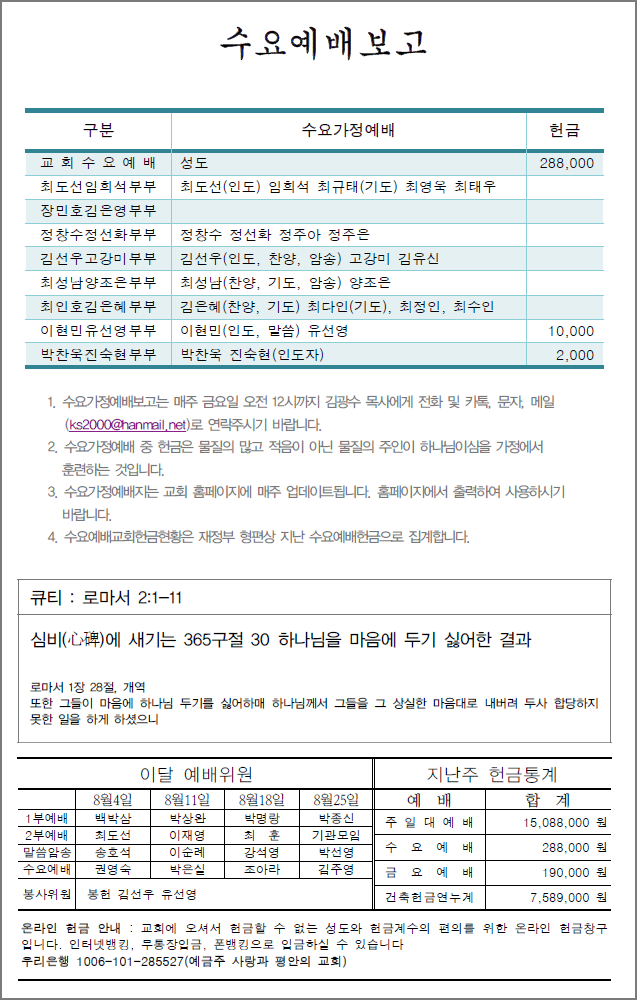 수요예배보고
구분 수요가정예배 헌금
교 회 수 요 예 배 성도 288,000
최도선임희석부부 최도선(인도) 임희석 최규태(기도) 최영욱 최태우
장민호김은영부부
정창수정선화부부 정창수 정선화 정주아 정주은
김선우고강미부부 김선우(인도, 찬양, 암송) 고강미 김유신
최성남양조은부부 최성남(찬양, 기도, 암송) 양조은
최인호김은혜부부 김은혜(찬양, 기도) 최다인(기도), 최정인, 최수인
이현민유선영부부 이현민(인도, 말씀) 유선영 10,000
박찬욱진숙현부부 박찬욱 진숙현(인도자) 2,000
1. 수요가정예배보고는 매주 금요일 오전 12시까지 김광수 목사에게 전화 및 카톡, 문자, 메일
(ks2000@hanmail.net)로 연락주시기 바랍니다.
2. 수요가정예배 중 헌금은 물질의 많고 적음이 아닌 물질의 주인이 하나님이심을 가정에서
훈련하는 것입니다.
3. 수요가정예배지는 교회 홈페이지에 매주 업데이트됩니다. 홈페이지에서 출력하여 사용하시기
바랍니다.
4. 수요예배교회헌금현황은 재정부 형편상 지난 수요예배헌금으로 집계합니다.
큐티 : 로마서 2:1-11
심비(心碑)에 새기는 365구절 30 하나님을 마음에 두기 싫어한 결과
로마서 1장 28절, 개역
또한 그들이 마음에 하나님 두기를 싫어하매 하나님께서 그들을 그 상실한 마음대로 내버려 두사 합당하지
못한 일을 하게 하셨으니
이달 예배위원
8월4일 8월11일 8월18일 8월25일
1부예배 백박삼 박상완 박명랑 박종신
2부예배 최도선 이재영 최 훈 기관모임
말씀암송 송호석 이순례 강석영 박선영
수요예배 권영숙 박은실 조아라 김주영
봉사위원 봉헌 김선우 유선영
지난주 헌금통계
예 배 합 계
주 일 대 예 배 15,088,000 원
수 요 예 배 288,000 원
금 요 예 배 190,000 원
건축헌금연누계 7,589,000 원
온라인 헌금 안내 : 교회에 오셔서 헌금할 수 없는 성도와 헌금계수의 편의를 위한 온라인 헌금창구
입니다. 인터넷뱅킹, 무통장입금, 폰뱅킹으로 입금하실 수 있습니다
우리은행 1006-101-285527(예금주 사랑과 평안의 교회)